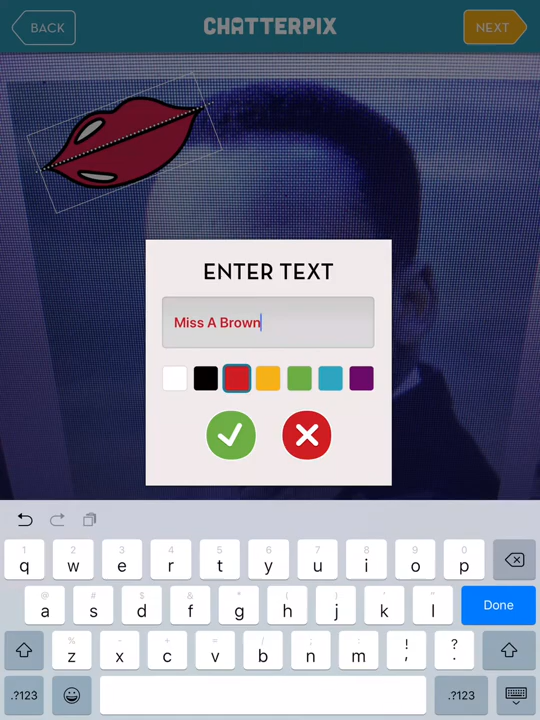 BACK
CHATTERPIX
NEXT
ENTER TEXT
Miss A Brown
1 2 3 4 5 6 7 8 9 0
q w e r t y u i o p
@ # $ & * ( ) ' "
a s d f g h j k l Done
% - + = / ; : ! ?
z x c v b n m , .
.?123 .?123